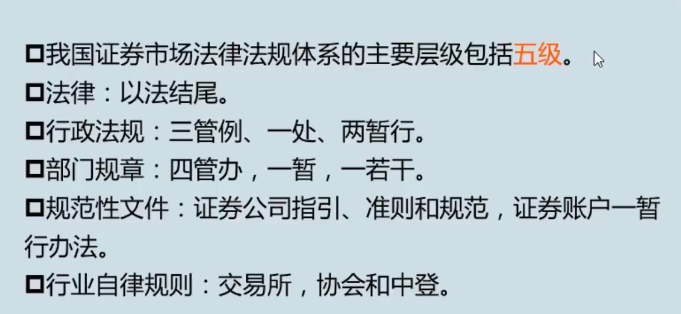 我国证券市场法律法规体系的主要层级包括五级。
法律：以法结尾。
行政法规：三管例、一处、两暂行。
部门规章：四管办，一暂，一若干。
规范性文件：证券公司指引、准则和规范，证券账户一暂
行办法。
行业自律规则：交易所，协会和中登。